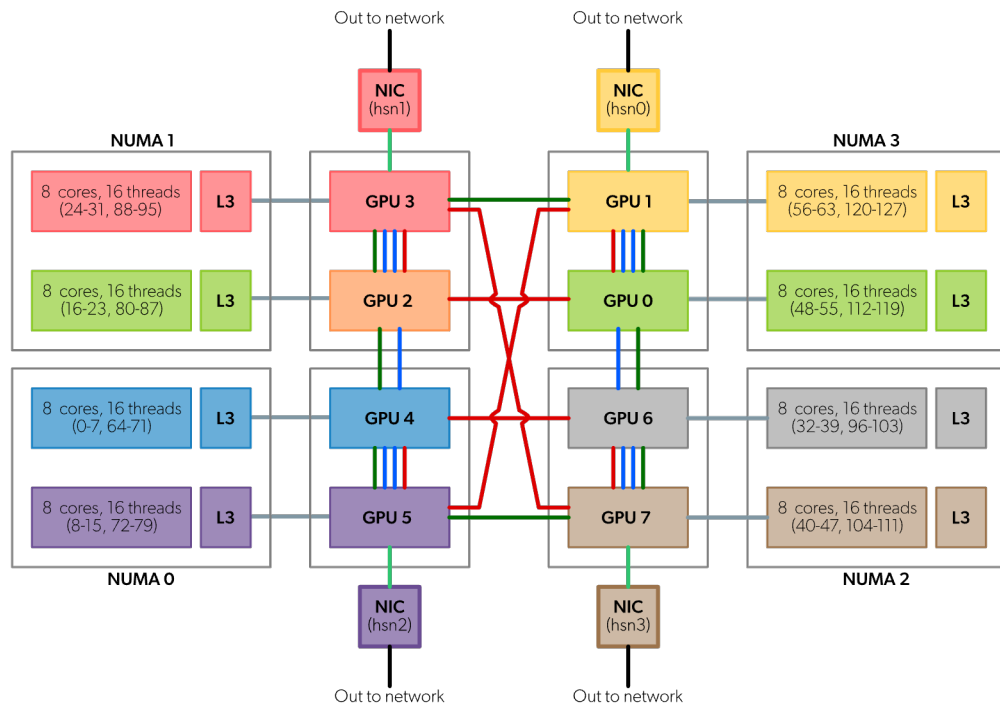 Out to network
Out to network
NIC
(hsn1)
NIC
(hsn0)
NUMA 1
NUMA 3
8 cores, 16 threads
(24-31, 88-95)
L3
GPU 3
GPU 1
8 cores, 16 threads
(56-63, 120-127)
L3
8 cores, 16 threads
(16-23, 80-87)
L3
GPU 2
GPU 0
8 cores, 16 threads
(48-55, 112-119)
L3
8 cores, 16 threads
(0-7, 64-71)
L3
GPU 4
GPU 6
8 cores, 16 threads
(32-39, 96-103)
L3
8 cores, 16 threads
(8-15, 72-79)
L3
GPU 5
GPU 7
8 cores, 16 threads
(40-47, 104-111)
L3
NUMA 0
NUMA 2
NIC
(hsn2)
NIC
(hsn3)
Out to network
Out to network